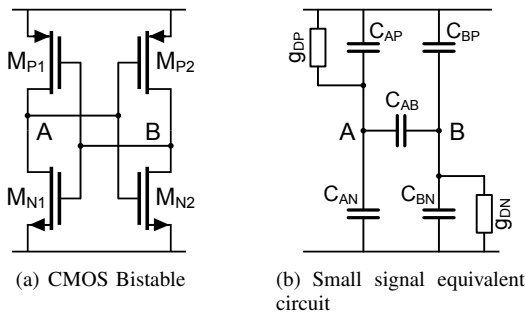 M_P1
M_P2
A
B
M_N1
M_N2
(a) CMOS Bistable
g_DP
C_AP
C_BP
C_AB
A
B
C_AN
C_BN
g_DN
(b) Small signal equivalent
circuit